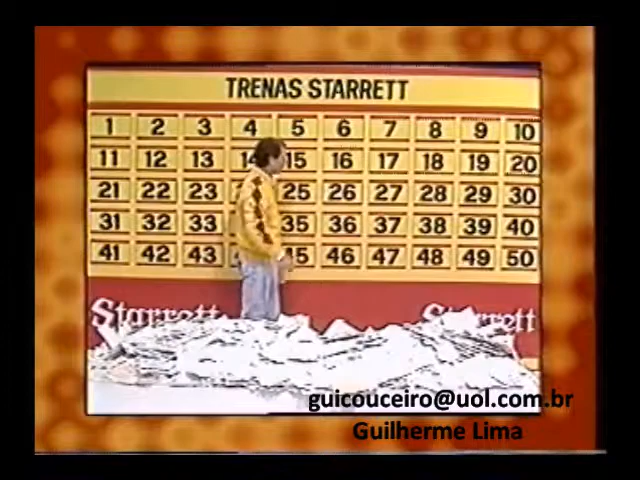 TRENAS STARRETT
1 2 3 4 5 6 7 8 9 10
11 12 13 14 15 16 17 18 19 20
21 22 23 25 26 27 28 29 30
31 32 33 35 36 37 38 39 40
41 42 43 45 46 47 48 49 50
Starrett Starrett
guicouceiro@uol.com.br
Guilherme Lima